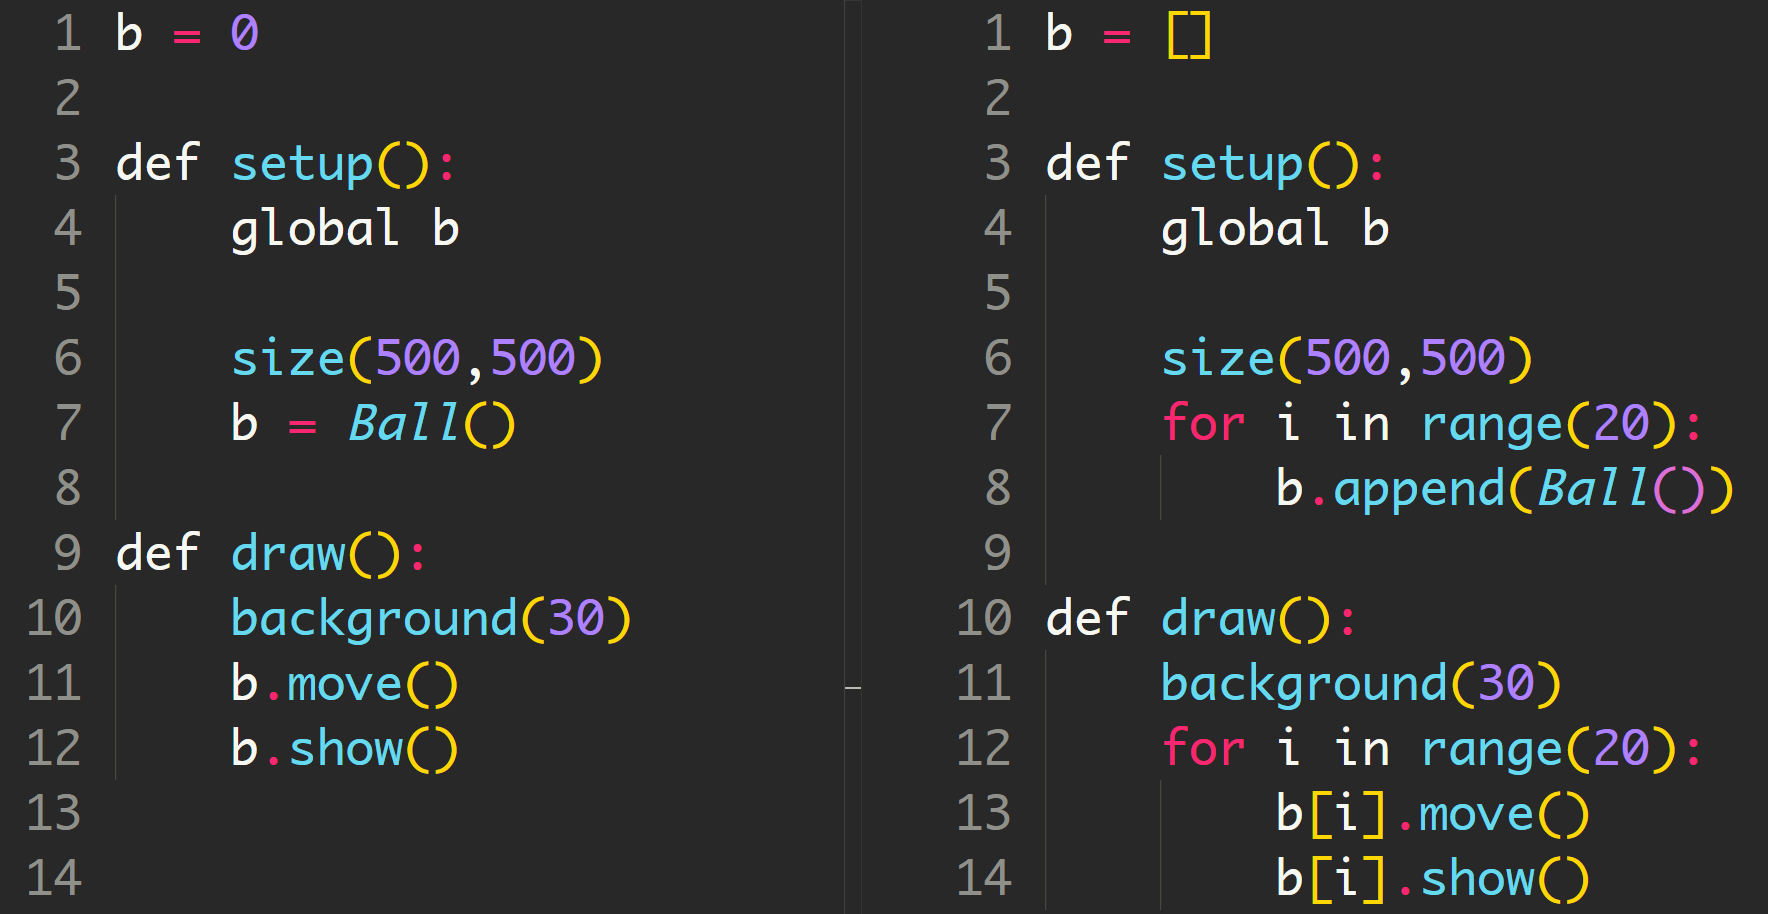 1 b = 0
2
3 def setup():
4     global b
5
6     size(500,500)
7     b = Ball()
8
9 def draw():
10     background(30)
11     b.move()
12     b.show()
13
14
1 b = []
2
3 def setup():
4     global b
5
6     size(500,500)
7     for i in range(20):
8         b.append(Ball())
9
10 def draw():
11     background(30)
12     for i in range(20):
13         b[i].move()
14         b[i].show()